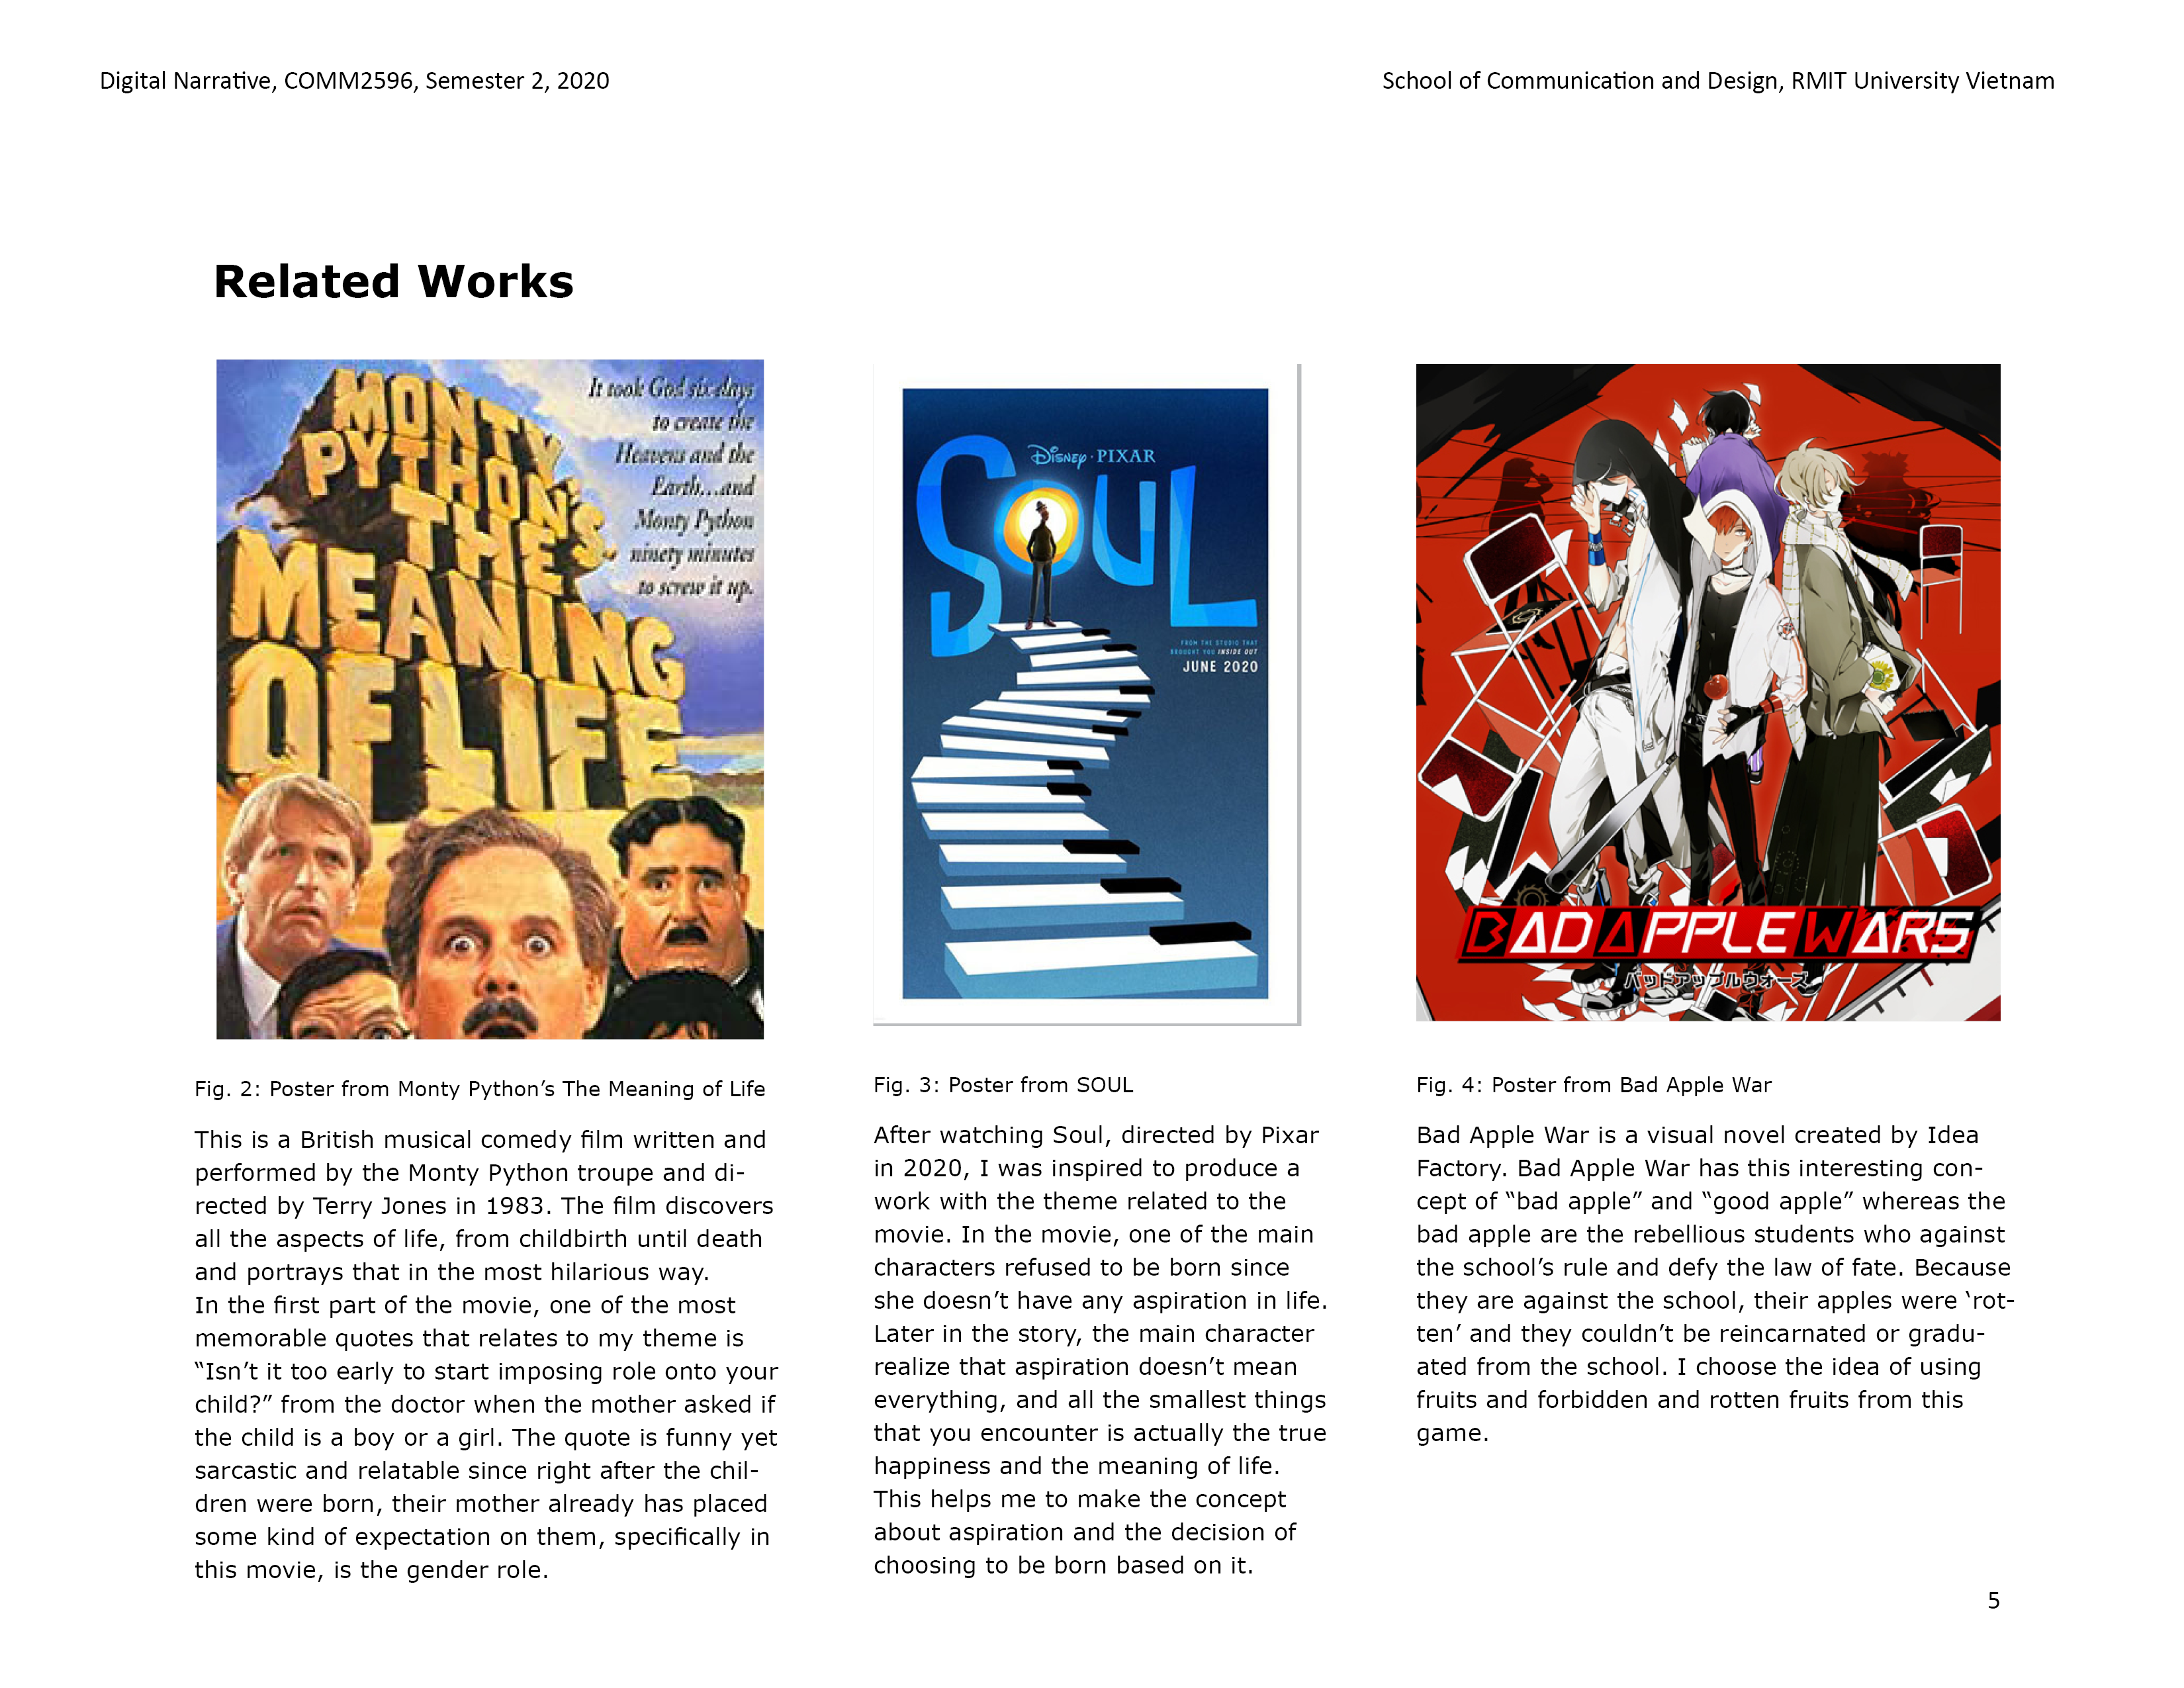 Digital Narrative, COMM2596, Semester 2, 2020
School of Communication and Design, RMIT University Vietnam
Related Works
MONTY
PYTHON'S
THE
MEANING
OF LIFE
It took God six days
to create the
Heavens and the
Earth...and
Monty Python
ninety minutes
to screw it up.
Fig. 2: Poster from Monty Python’s The Meaning of Life
This is a British musical comedy film written and
performed by the Monty Python troupe and di-
rected by Terry Jones in 1983. The film discovers
all the aspects of life, from childbirth until death
and portrays that in the most hilarious way.
In the first part of the movie, one of the most
memorable quotes that relates to my theme is
“Isn’t it too early to start imposing role onto your
child?” from the doctor when the mother asked if
the child is a boy or a girl. The quote is funny yet
sarcastic and relatable since right after the chil-
dren were born, their mother already has placed
some kind of expectation on them, specifically in
this movie, is the gender role.
Disney · PIXAR
SOUL
FROM THE STUDIO THAT
BROUGHT YOU INSIDE OUT
JUNE 2020
Fig. 3: Poster from SOUL
After watching Soul, directed by Pixar
in 2020, I was inspired to produce a
work with the theme related to the
movie. In the movie, one of the main
characters refused to be born since
she doesn’t have any aspiration in life.
Later in the story, the main character
realize that aspiration doesn’t mean
everything, and all the smallest things
that you encounter is actually the true
happiness and the meaning of life.
This helps me to make the concept
about aspiration and the decision of
choosing to be born based on it.
BAD APPLE WARS
バッドアップルウォーズ
Fig. 4: Poster from Bad Apple War
Bad Apple War is a visual novel created by Idea
Factory. Bad Apple War has this interesting con-
cept of “bad apple” and “good apple” whereas the
bad apple are the rebellious students who against
the school’s rule and defy the law of fate. Because
they are against the school, their apples were ‘rot-
ten’ and they couldn’t be reincarnated or gradu-
ated from the school. I choose the idea of using
fruits and forbidden and rotten fruits from this
game.
5